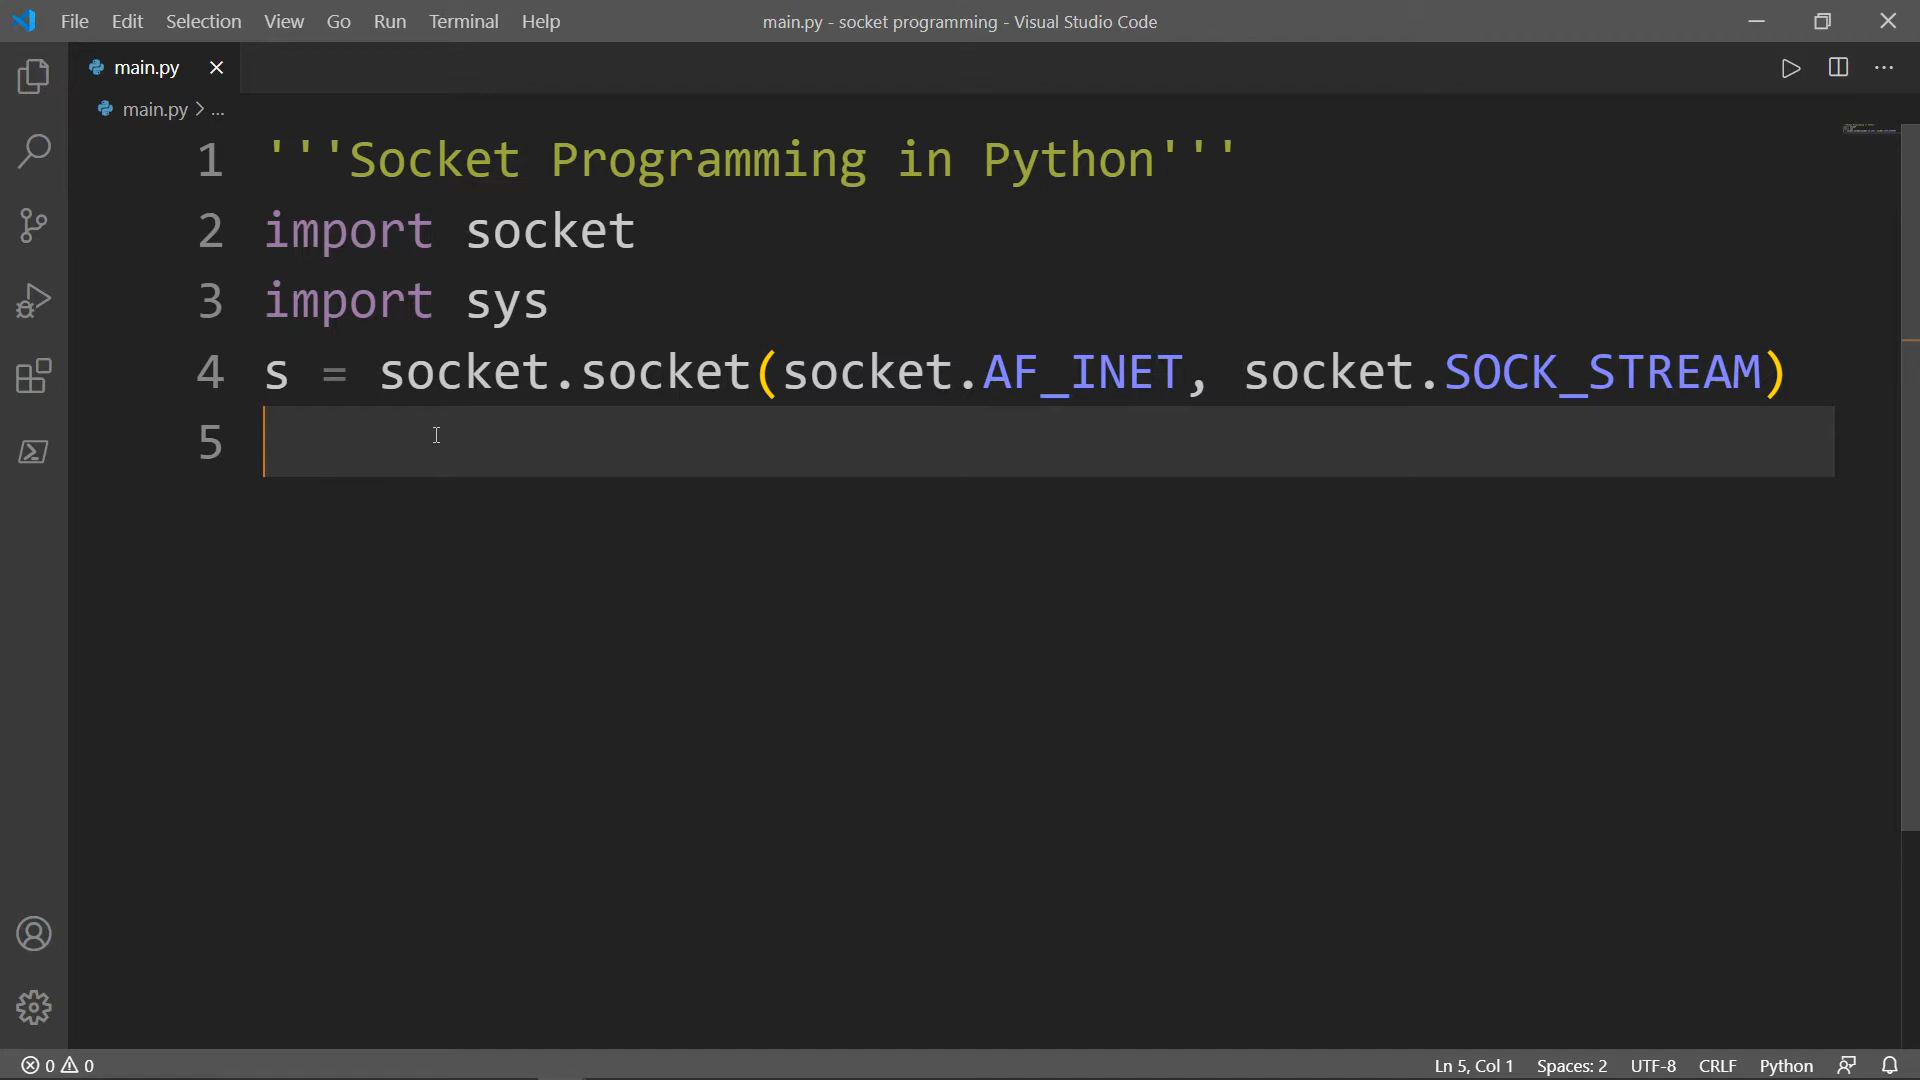 File Edit Selection View Go Run Terminal Help main.py - socket programming - Visual Studio Code
main.py
main.py > ...
1 '''Socket Programming in Python'''
2 import socket
3 import sys
4 s = socket.socket(socket.AF_INET, socket.SOCK_STREAM)
5
0 0 Ln 5, Col 1 Spaces: 2 UTF-8 CRLF Python